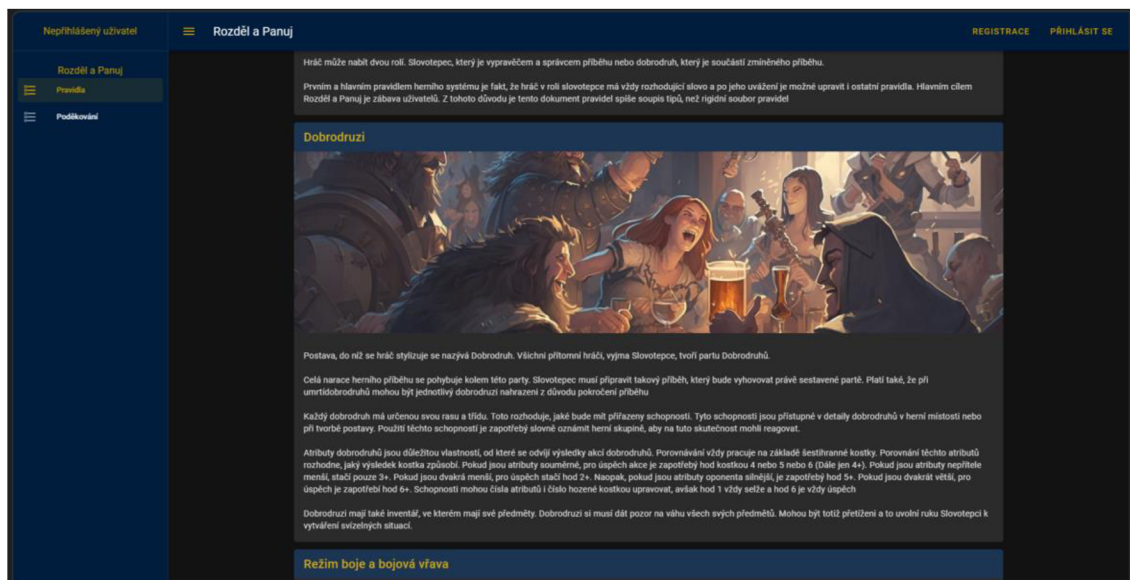 Nepřihlášený uživatel
Rozděl a Panuj
REGISTRACE
PŘIHLÁSIT SE
Rozděl a Panuj
Pravidla
Poděkování
Hráč může nabít dvou rolí. Slovotepec, který je vypravěčem a správcem příběhu nebo dobrodruh, který je součástí zmíněného příběhu.
Prvním a hlavním pravidlem herního systému je fakt, že hráč v roli slovotepce má vždy rozhodující slovo a po jeho uvážení je možné upravit i ostatní pravidla. Hlavním cílem
Rozděl a Panuj je zábava uživatelů. Z tohoto důvodu je tento dokument pravidel spíše soupis tipů, než rigidní soubor pravidel
Dobrodruzi
Postava, do níž se hráč stylizuje se nazývá Dobrodruh. Všichni přítomní hráči, vyjma Slovotepce, tvoří partu Dobrodruhů.
Celá narace herního příběhu se pohybuje kolem této party. Slovotepec musí připravit takový příběh, který bude vyhovovat právě sestavené partě. Platí také, že při
umrtídobrodruhů mohou být jednotlivý dobrodruzi nahrazeni z důvodu pokročení příběhu
Každý dobrodruh má určenou svou rasu a třídu. Toto rozhoduje, jaké bude mít přiřazeny schopnosti. Tyto schopnosti jsou přístupné v detaily dobrodruhů v herní místosti nebo
při tvorbě postavy. Použití těchto schopností je zapotřebý slovně oznámit herní skupině, aby na tuto skutečnost mohli reagovat.
Atributy dobrodruhů jsou důležitou vlastností, od které se odvíjí výsledky akcí dobrodruhů. Porovnávání vždy pracuje na základě šestihranné kostky. Porovnání těchto atributů
rozhodne, jaký výsledek kostka způsobí. Pokud jsou atributy souměrné, pro úspěch akce je zapotřebý hod kostkou 4 nebo 5 nebo 6 (Dále jen 4+). Pokud jsou atributy nepřítele
menší, stačí pouze 3+. Pokud jsou dvakrá menší, pro úspěch stačí hod 2+. Naopak, pokud jsou atributy oponenta silnější, je zapotřebý hod 5+. Pokud jsou dvakrát větší, pro
úspěch je zapotřebí hod 6+. Schopnosti mohou čísla atributů i číslo hozené kostkou upravovat, avšak hod 1 vždy selže a hod 6 je vždy úspěch
Dobrodruzi mají také inventář, ve kterém mají své předměty. Dobrodruzi si musí dát pozor na váhu všech svých předmětů. Mohou být totiž přetížení a to uvolní ruku Slovotepci k
vytváření svízelných situací.
Režim boje a bojová vřava